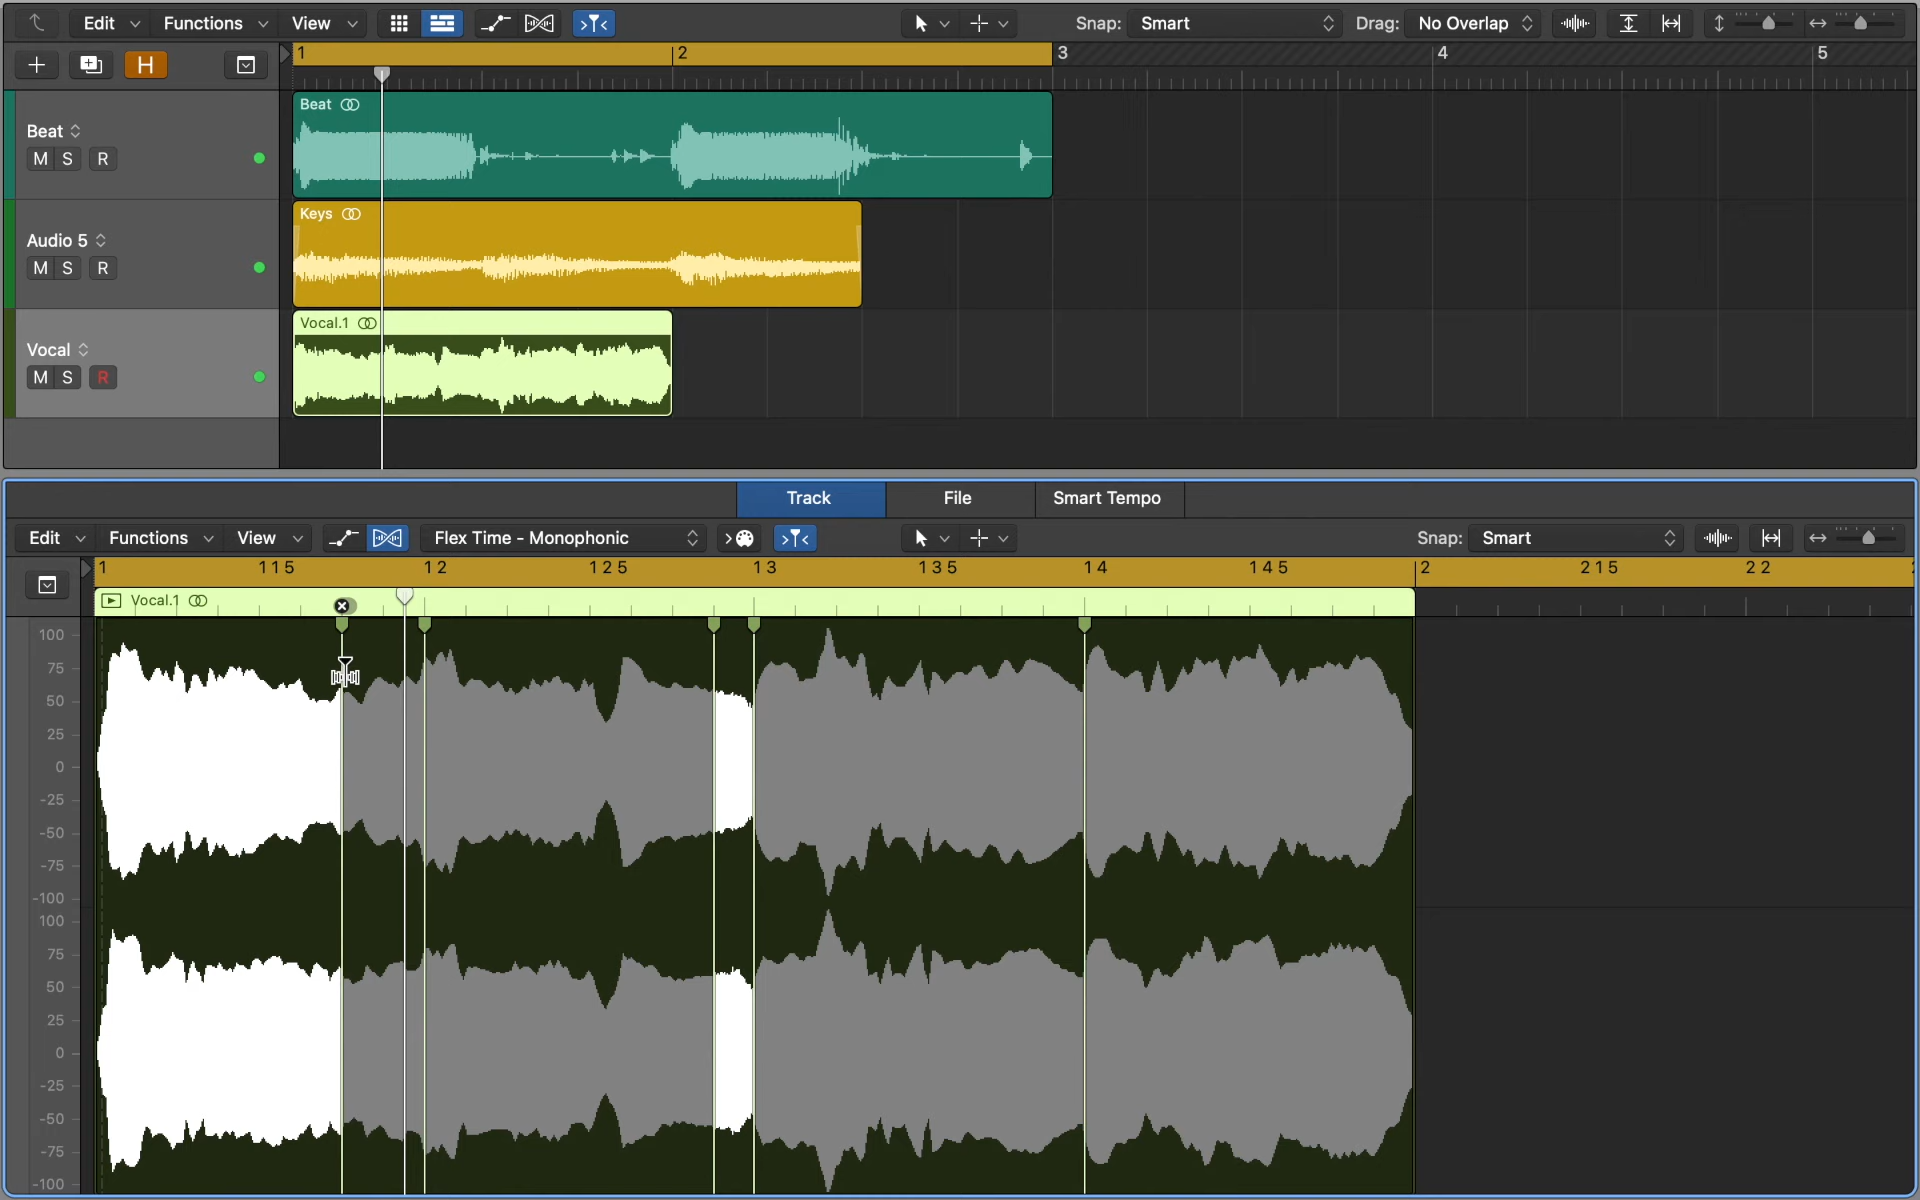 Edit Functions View Snap: Smart Drag: No Overlap
H 1 2 3 4 5
Beat
M S R
Beat
Audio 5
M S R
Keys
Vocal
M S R
Vocal.1
Track File Smart Tempo
Edit Functions View Flex Time - Monophonic Snap: Smart
1 1 1 5 1 2 1 2 5 1 3 1 3 5 1 4 1 4 5 2 2 1 5 2 2
Vocal.1
100
75
50
25
0
-25
-50
-75
-100
100
75
50
25
0
-25
-50
-75
-100